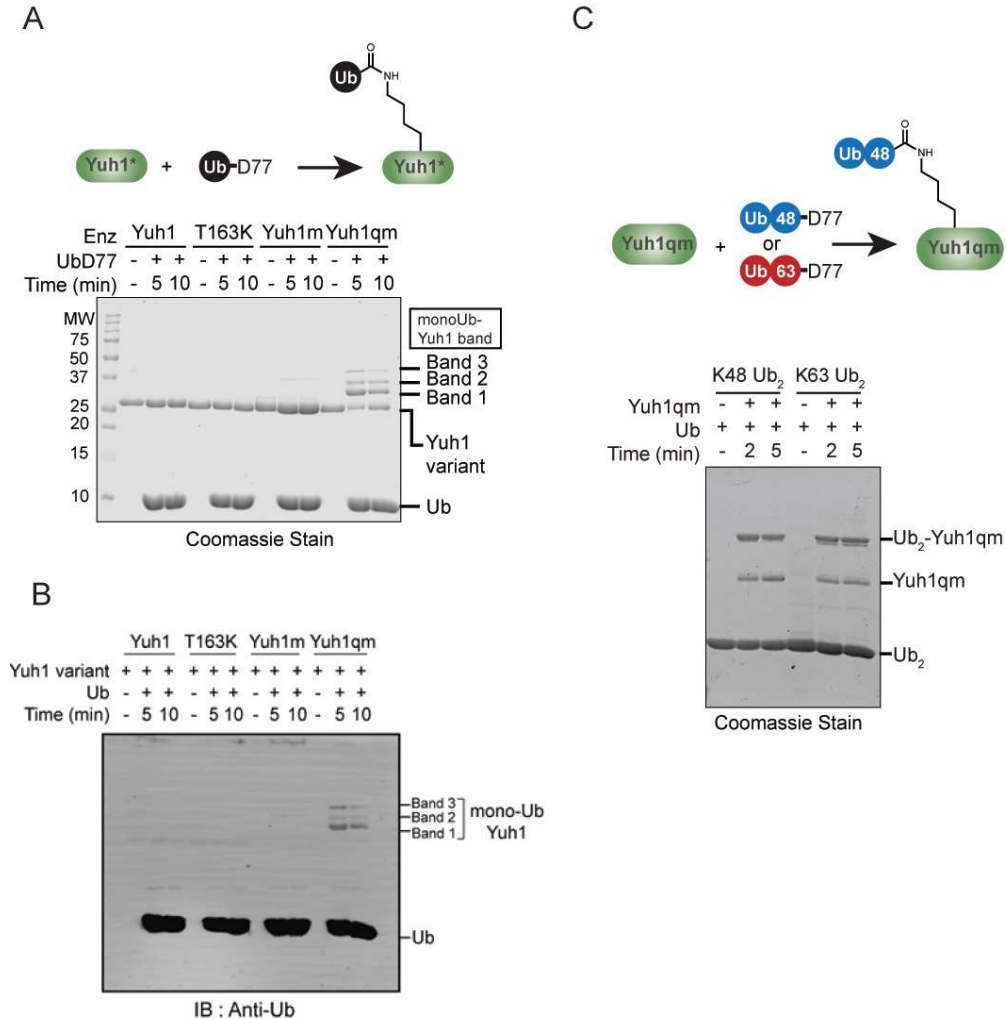 A
O
Ub
NH
Yuh1*
+
Ub
-D77
Yuh1*
Enz Yuh1 T163K Yuh1m Yuh1qm
UbD77 + + + + + + + +
Time (min) - 5 10 - 5 10 - 5 10 - 5 10
MW
75
50
37
25
20
15
10
monoUb-
Yuh1 band
Band 3
Band 2
Band 1
Yuh1
variant
Ub
Coomassie Stain
B
Yuh1 T163K Yuh1m Yuh1qm
Yuh1 variant + + + + + + + + + + + +
Ub - + + - + + - + + - + +
Time (min) - 5 10 - 5 10 - 5 10 - 5 10
Band 3
Band 2
Band 1
mono-Ub
Yuh1
Ub
IB : Anti-Ub
C
O
Ub 48
NH
Yuh1qm
+
Ub 48 -D77
or
Ub 63 -D77
Yuh1qm
K48 Ub₂ K63 Ub₂
Yuh1qm - + + - + +
Ub + + + + + +
Time (min) - 2 5 - 2 5
Ub₂-Yuh1qm
Yuh1qm
Ub₂
Coomassie Stain